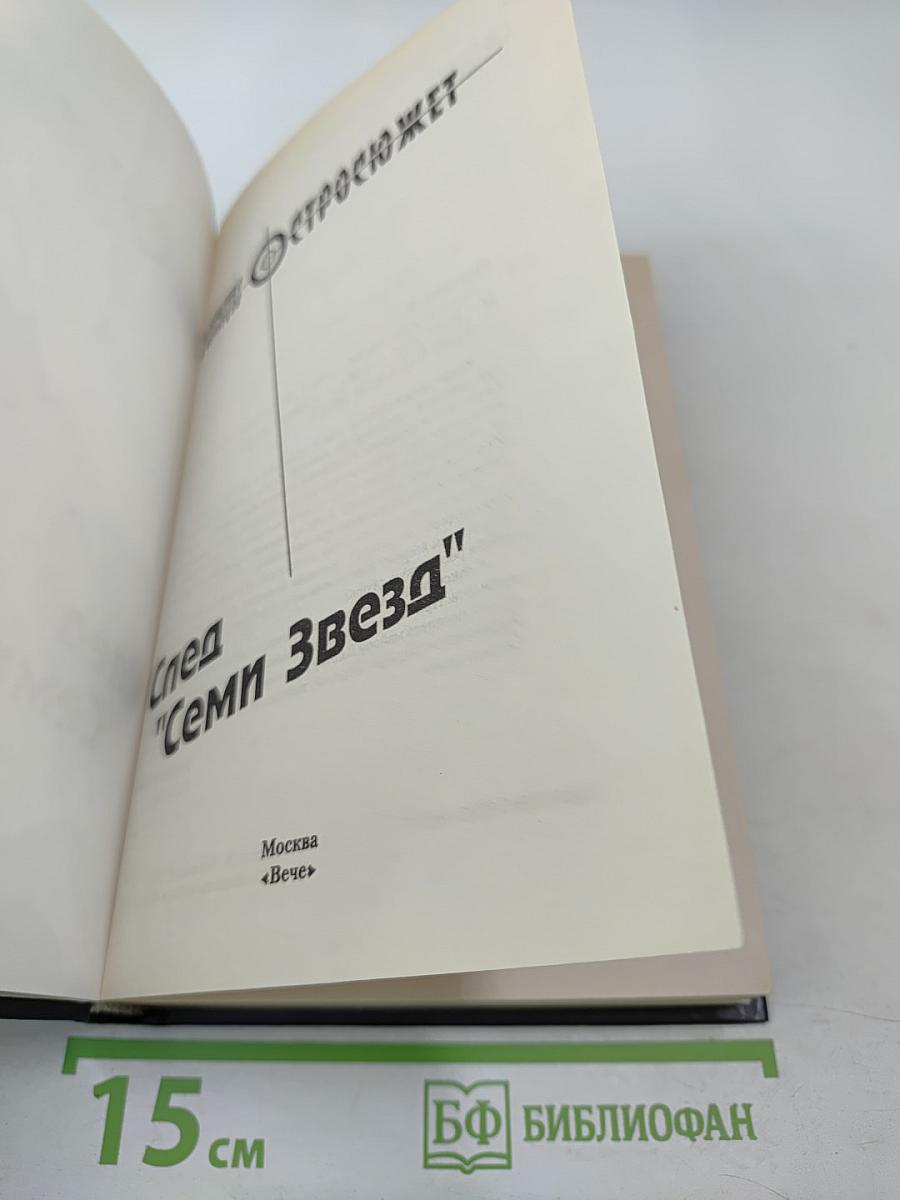 ОСТРОСЮЖЕТ
След
"Семи Звезд"
Москва
«Вече»
15 см
БФ БИБЛИОФАН